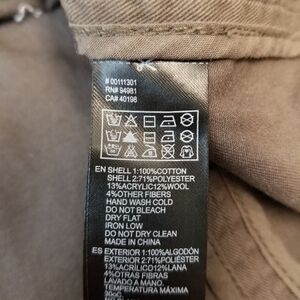 # 00111301
RN# 94981
CA# 40198
EN SHELL 1:100%COTTON
SHELL 2:71%POLYESTER
13%ACRYLIC12%WOOL
4%OTHER FIBERS
HAND WASH COLD
DO NOT BLEACH
DRY FLAT
IRON LOW
DO NOT DRY CLEAN
MADE IN CHINA
ES EXTERIOR 1:100%ALGODÓN
EXTERIOR 2:71%POLIÉSTER
13%ACRÍLICO12%LANA
4%OTRAS FIBRAS
LAVADO A MANO.
TEMPERATURA MÁXIMA